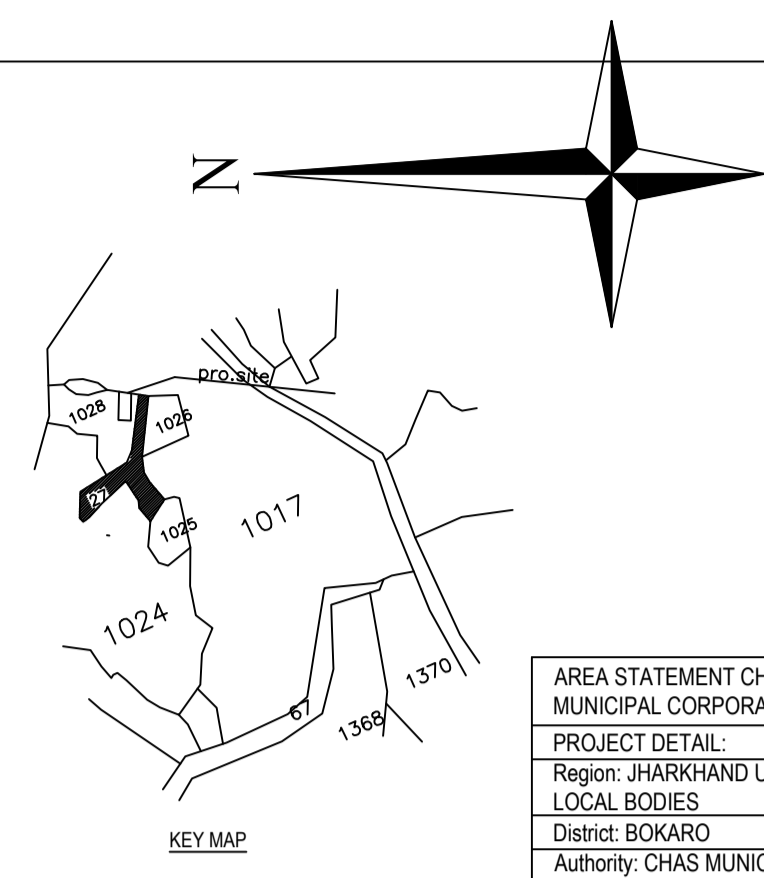 N
pro.site
1028
1026
27
1025
1017
1024
67
1368
1370
KEY MAP
AREA STATEMENT CH
MUNICIPAL CORPORA
PROJECT DETAIL:
Region: JHARKHAND U
LOCAL BODIES
District: BOKARO
Authority: CHAS MUNIC